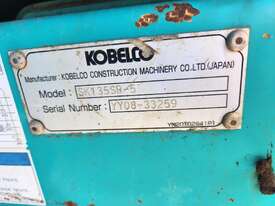 KOBELCO
Manufacturer: KOBELCO CONSTRUCTION MACHINERY CO.,LTD.(JAPAN)
Model: SK135SR-5
Serial Number: YY08-33259